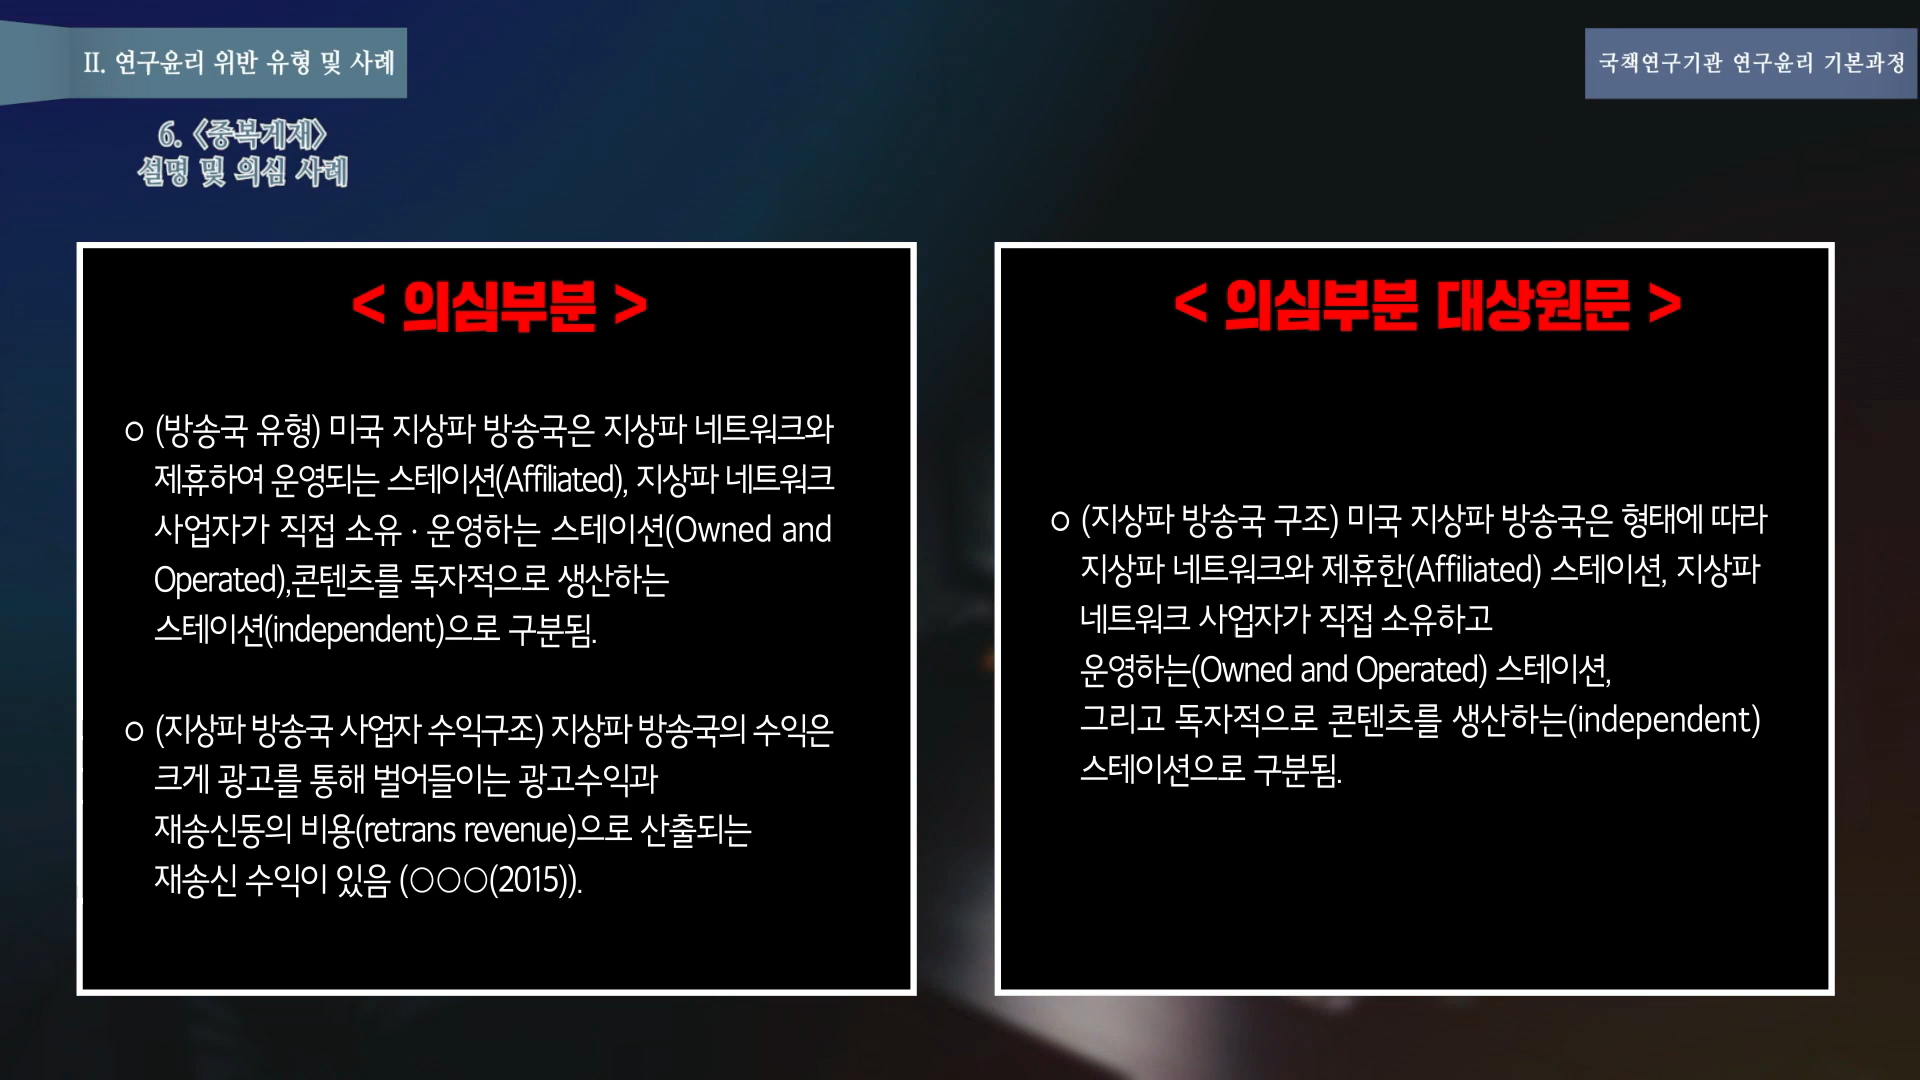 II. 연구윤리 위반 유형 및 사례
국책연구기관 연구윤리 기본과정
6. 〈중복게재〉
설명 및 의심 사례
< 의심부분 >
ㅇ (방송국 유형) 미국 지상파 방송국은 지상파 네트워크와
제휴하여 운영되는 스테이션(Affiliated), 지상파 네트워크
사업자가 직접 소유 · 운영하는 스테이션(Owned and
Operated),콘텐츠를 독자적으로 생산하는
스테이션(independent)으로 구분됨.
ㅇ (지상파 방송국 사업자 수익구조) 지상파 방송국의 수익은
크게 광고를 통해 벌어들이는 광고수익과
재송신동의 비용(retrans revenue)으로 산출되는
재송신 수익이 있음 (○○○(2015)).
< 의심부분 대상원문 >
ㅇ (지상파 방송국 구조) 미국 지상파 방송국은 형태에 따라
지상파 네트워크와 제휴한(Affiliated) 스테이션, 지상파
네트워크 사업자가 직접 소유하고
운영하는(Owned and Operated) 스테이션,
그리고 독자적으로 콘텐츠를 생산하는(independent)
스테이션으로 구분됨.